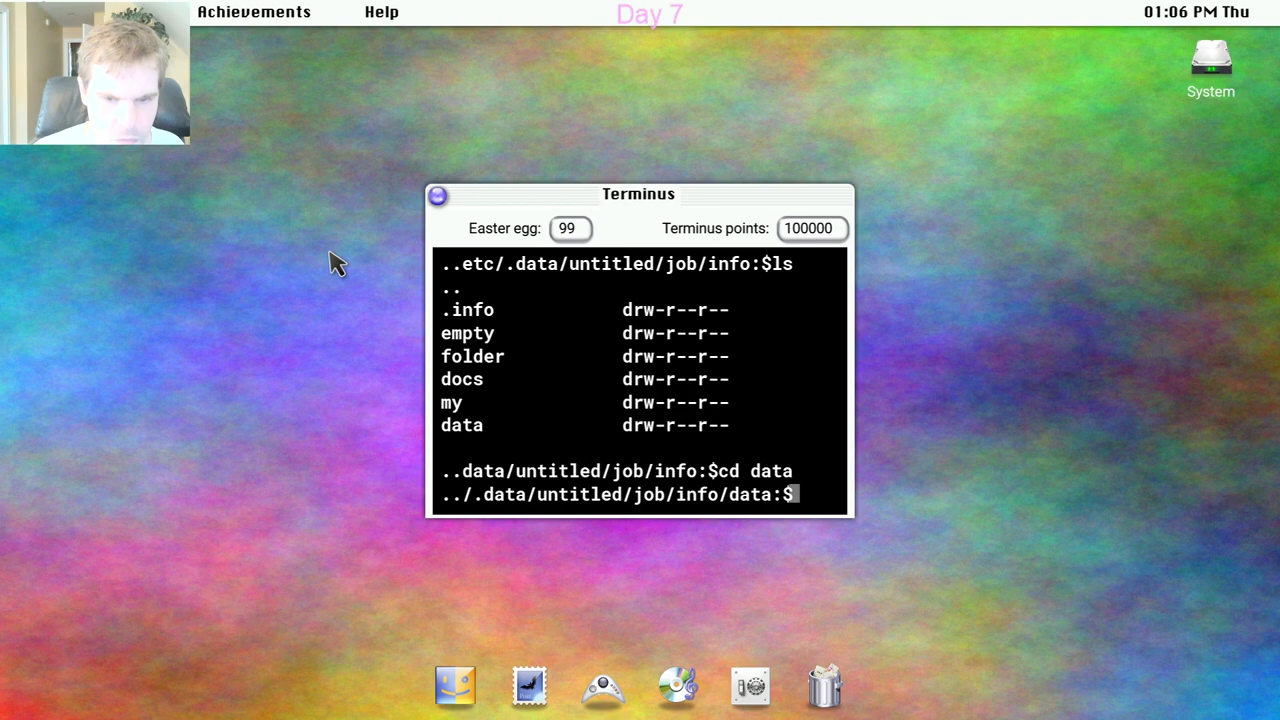 Achievements Help Day 7 01:06 PM Thu
System
Terminus
Easter egg: 99 Terminus points: 100000
..etc/.data/untitled/job/info:$ls
..
.info drw-r--r--
empty drw-r--r--
folder drw-r--r--
docs drw-r--r--
my drw-r--r--
data drw-r--r--
..data/untitled/job/info:$cd data
../.data/untitled/job/info/data:$